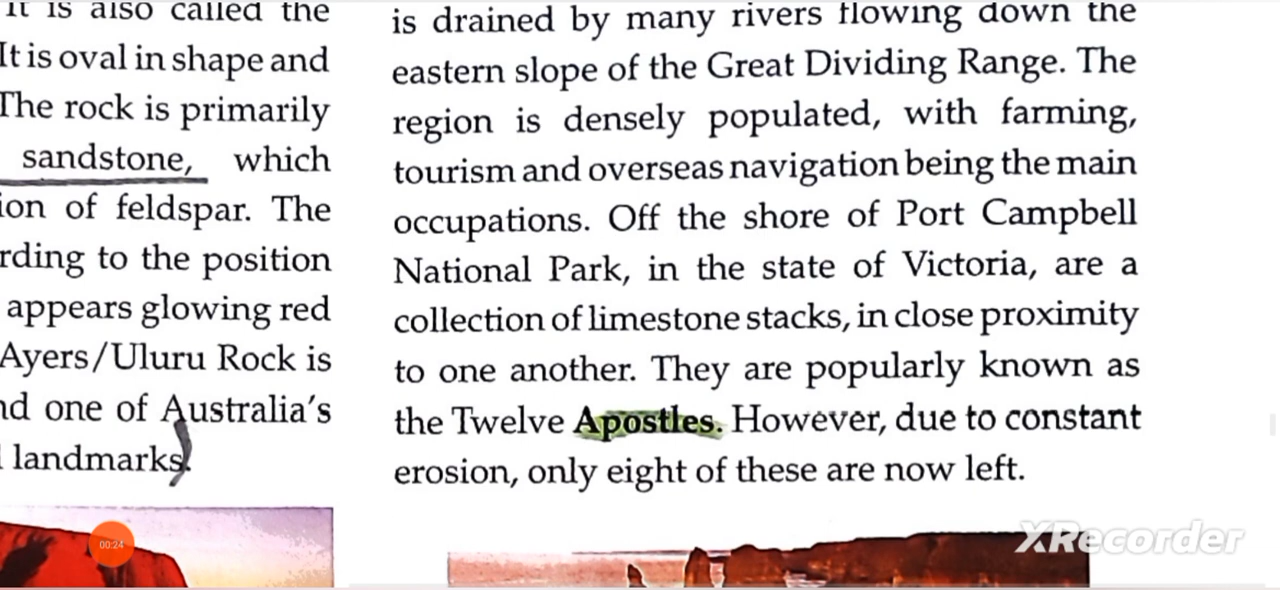 it is also called the
It is oval in shape and
The rock is primarily
sandstone, which
ion of feldspar. The
rding to the position
appears glowing red
Ayers/Uluru Rock is
nd one of Australia's
landmarks.
is drained by many rivers flowing down the
eastern slope of the Great Dividing Range. The
region is densely populated, with farming,
tourism and overseas navigation being the main
occupations. Off the shore of Port Campbell
National Park, in the state of Victoria, are a
collection of limestone stacks, in close proximity
to one another. They are popularly known as
the Twelve Apostles. However, due to constant
erosion, only eight of these are now left.
00:24
XRecorder